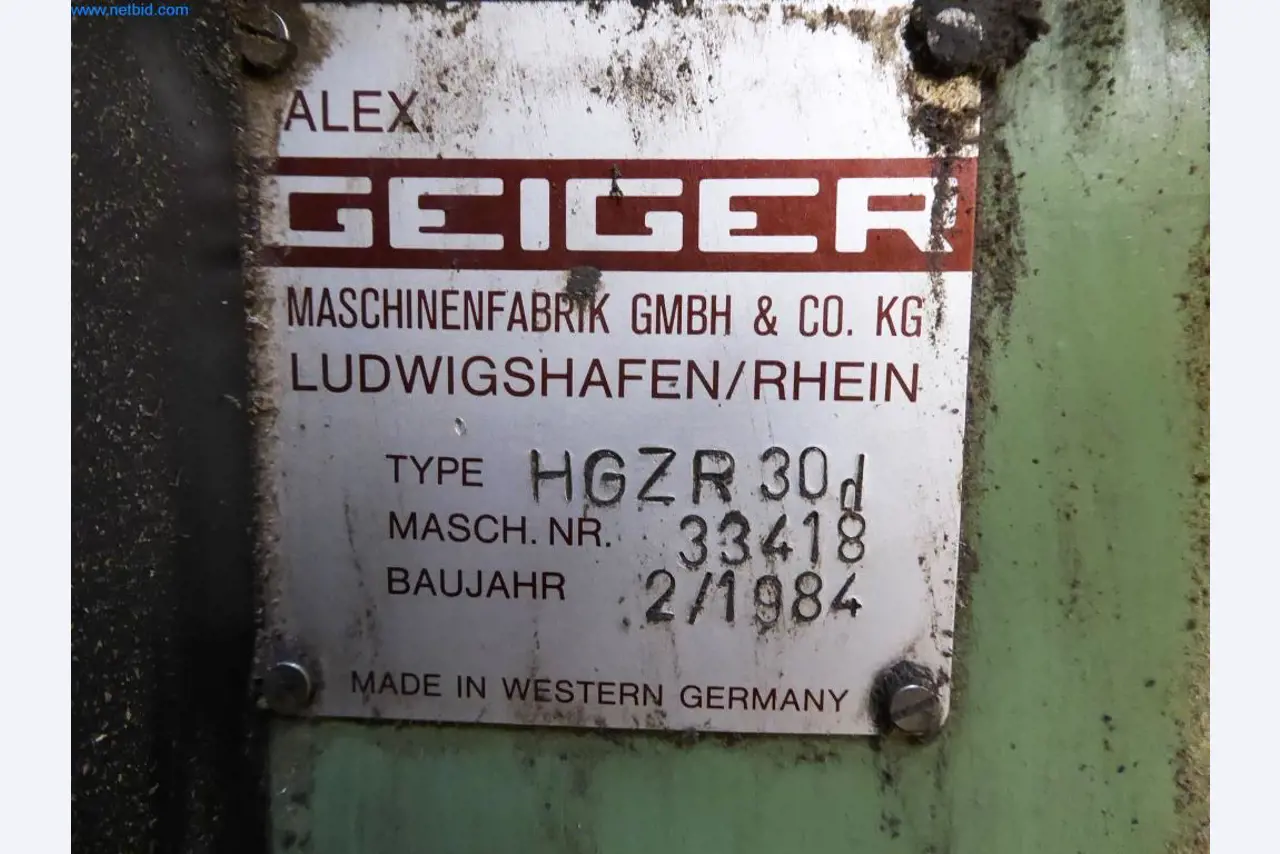 www.netbid.com
ALEX.
GEIGER
MASCHINENFABRIK GMBH & CO. KG
LUDWIGSHAFEN/RHEIN
TYPE HGZR 30d
MASCH. NR. 33418
BAUJAHR 2/1984
MADE IN WESTERN GERMANY